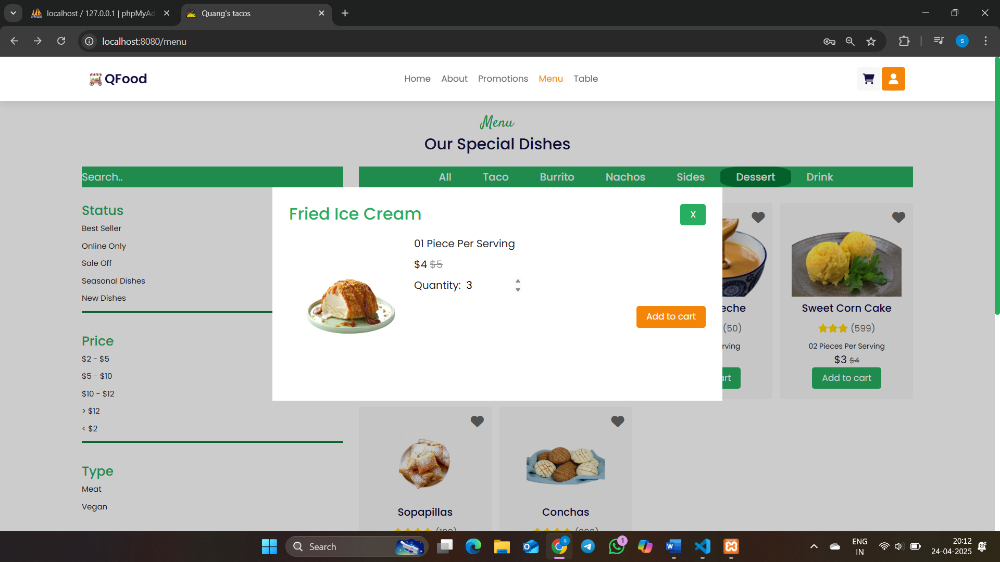 localhost / 127.0.0.1 | phpMyAd
Quang's tacos
localhost:8080/menu
S
QFood
Home About Promotions Menu Table
Menu
Our Special Dishes
Search..
All Taco Burrito Nachos Sides Dessert Drink
Status
Best Seller
Online Only
Sale Off
Seasonal Dishes
New Dishes
Price
$2 - $5
$5 - $10
$10 - $12
> $12
< $2
Type
Meat
Vegan
Fried Ice Cream
X
01 Piece Per Serving
$4 $5
Quantity: 3
Add to cart
eche
(50)
rving
art
Sweet Corn Cake
(599)
02 Pieces Per Serving
$3 $4
Add to cart
Sopapillas
Conchas
Search
S
1
ENG
IN
20:12
24-04-2025